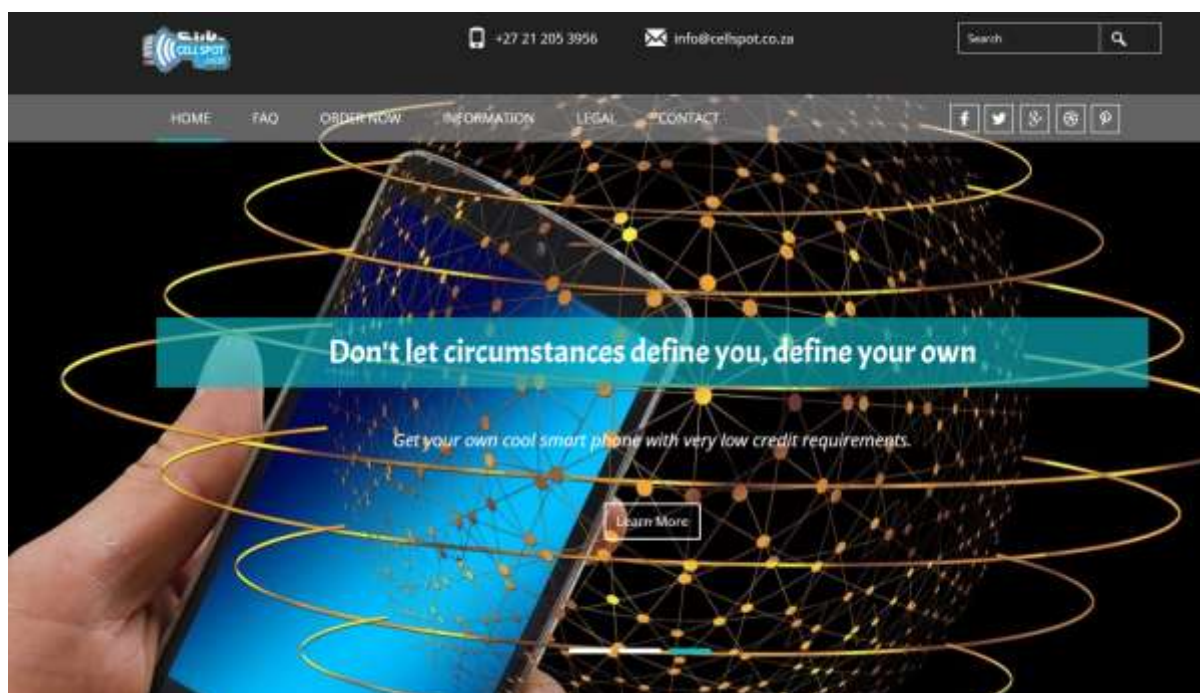 CELL SPOT
+27 21 205 3956
info@cellspot.co.za
Search
HOME FAQ ORDER NOW INFORMATION LEGAL CONTACT
Don't let circumstances define you, define your own
Get your own cool smart phone with very low credit requirements.
Learn More